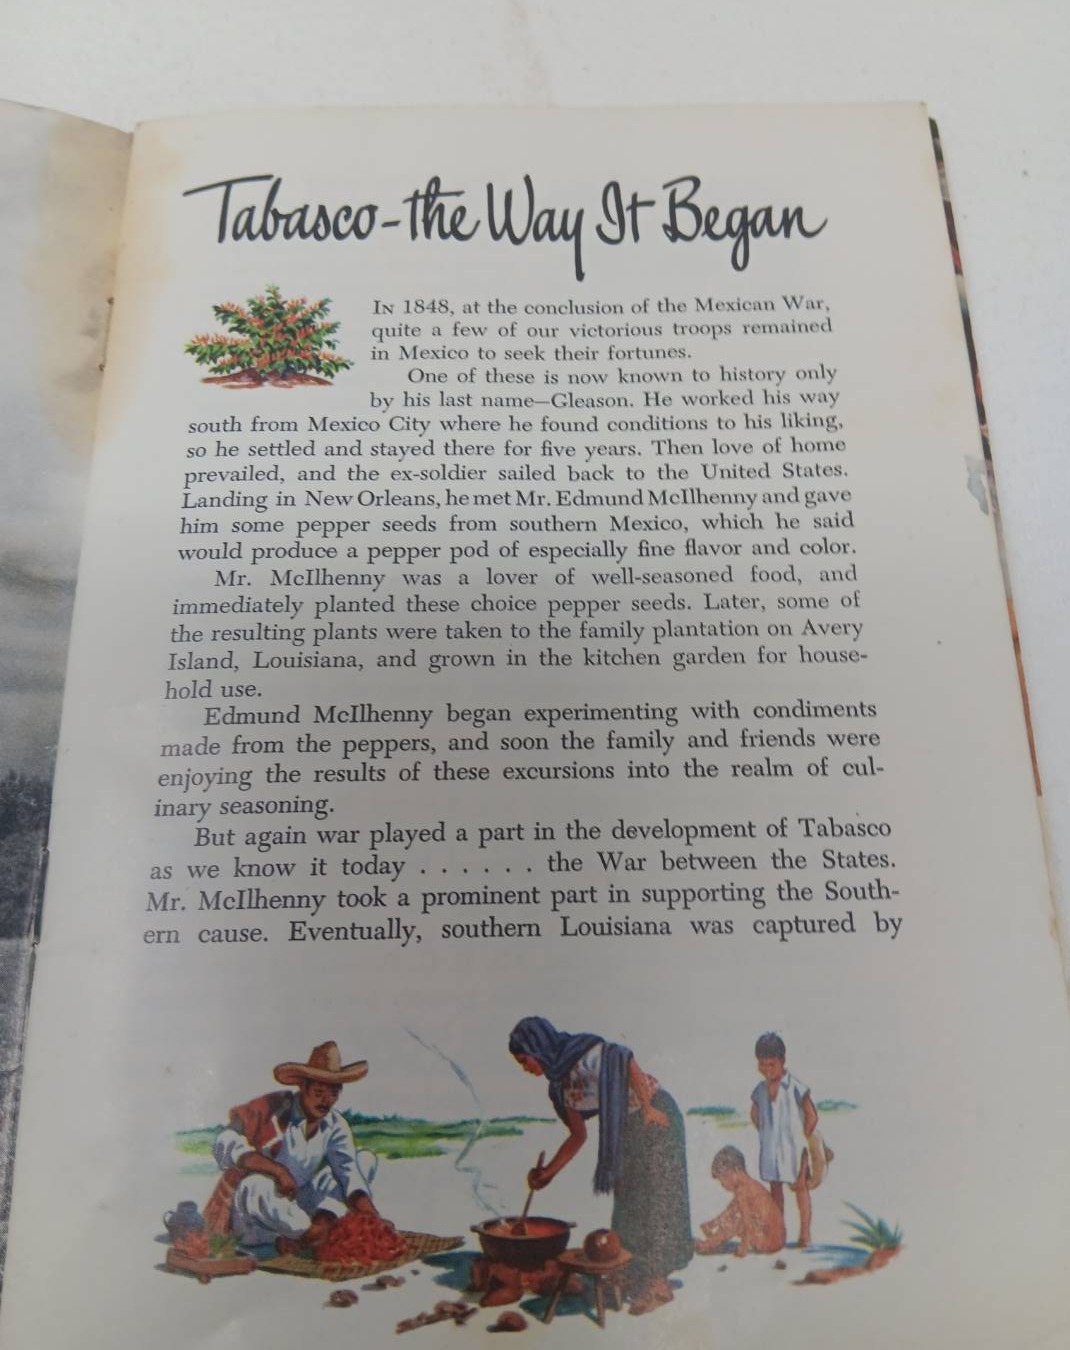 Tabasco-the Way It Began
IN 1848, at the conclusion of the Mexican War,
quite a few of our victorious troops remained
in Mexico to seek their fortunes.
One of these is now known to history only
by his last name—Gleason. He worked his way
south from Mexico City where he found conditions to his liking,
so he settled and stayed there for five years. Then love of home
prevailed, and the ex-soldier sailed back to the United States.
Landing in New Orleans, he met Mr. Edmund McIlhenny and gave
him some pepper seeds from southern Mexico, which he said
would produce a pepper pod of especially fine flavor and color.
Mr. McIlhenny was a lover of well-seasoned food, and
immediately planted these choice pepper seeds. Later, some of
the resulting plants were taken to the family plantation on Avery
Island, Louisiana, and grown in the kitchen garden for house-
hold use.
Edmund McIlhenny began experimenting with condiments
made from the peppers, and soon the family and friends were
enjoying the results of these excursions into the realm of cul-
inary seasoning.
But again war played a part in the development of Tabasco
as we know it today . . . . . . the War between the States.
Mr. McIlhenny took a prominent part in supporting the South-
ern cause. Eventually, southern Louisiana was captured by